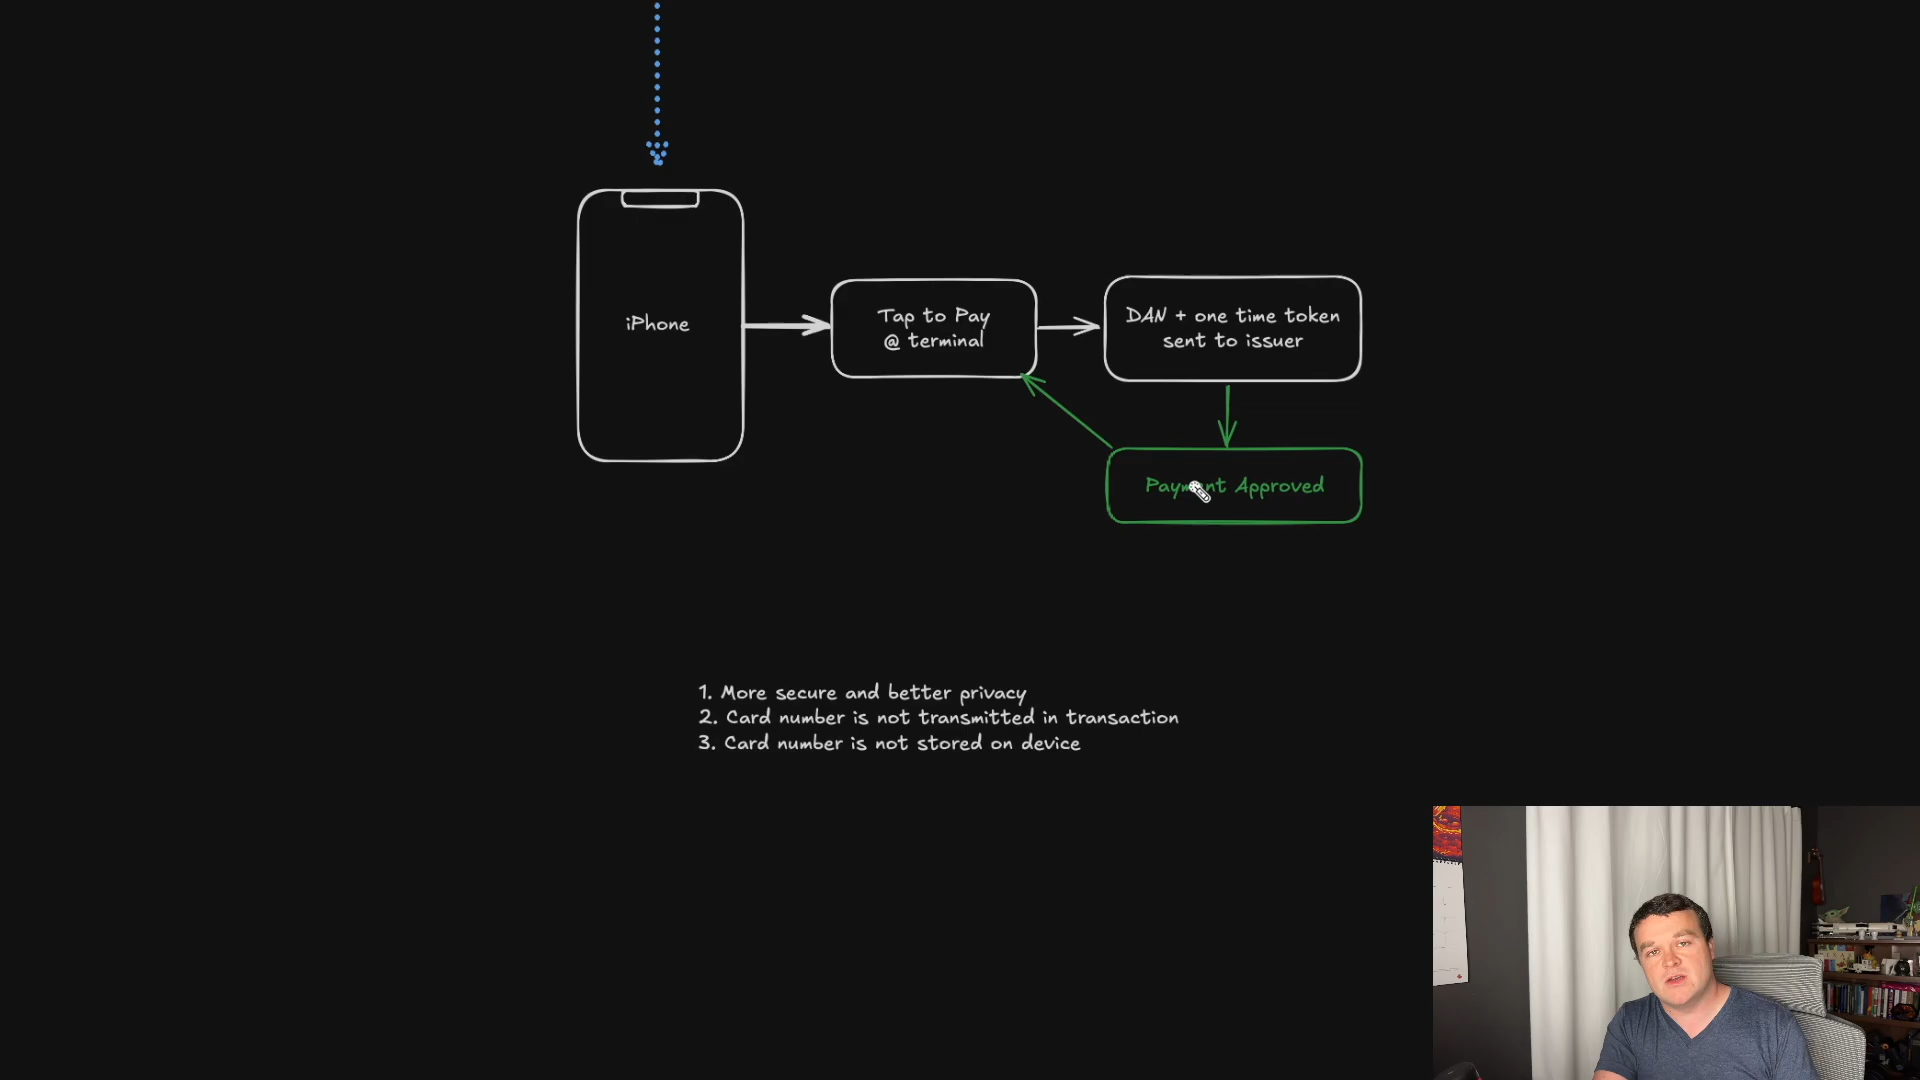 iPhone
Tap to Pay
@ terminal
DAN + one time token
sent to issuer
Payment Approved
1. More secure and better privacy
2. Card number is not transmitted in transaction
3. Card number is not stored on device